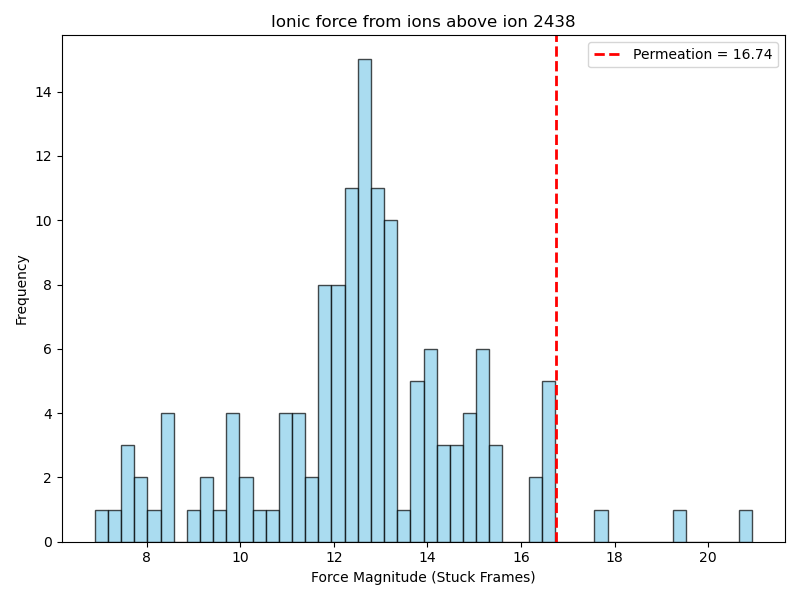 Ionic force from ions above ion 2438
Permeation = 16.74
14
12
10
8
6
4
2
0
Frequency
8 10 12 14 16 18 20
Force Magnitude (Stuck Frames)